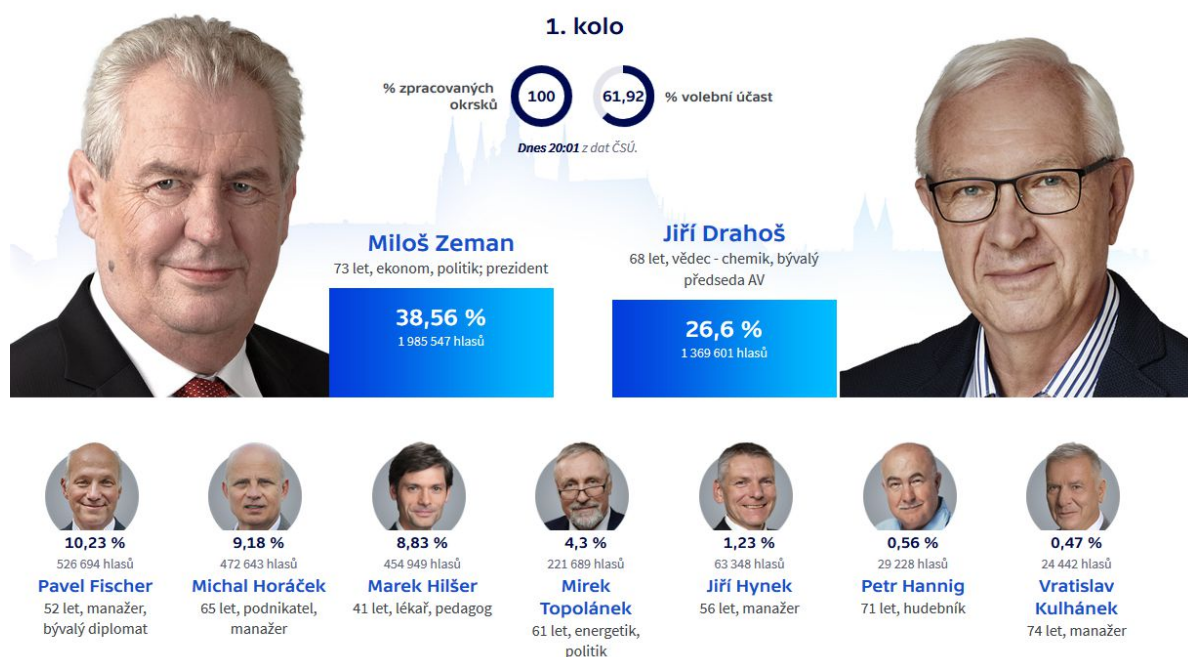 1. kolo
% zpracovaných
okrsků
100
61,92
% volební účast
Dnes 20:01 z dat ČSÚ.
Miloš Zeman
73 let, ekonom, politik; prezident
38,56 %
1 985 547 hlasů
Jiří Drahoš
68 let, vědec - chemik, bývalý
předseda AV
26,6 %
1 369 601 hlasů
10,23 %
526 694 hlasů
Pavel Fischer
52 let, manažer,
bývalý diplomat
9,18 %
472 643 hlasů
Michal Horáček
65 let, podnikatel,
manažer
8,83 %
454 949 hlasů
Marek Hilšer
41 let, lékař, pedagog
4,3 %
221 689 hlasů
Mirek
Topolánek
61 let, energetik,
politik
1,23 %
63 348 hlasů
Jiří Hynek
56 let, manažer
0,56 %
29 228 hlasů
Petr Hannig
71 let, hudebník
0,47 %
24 442 hlasů
Vratislav
Kulhánek
74 let, manažer